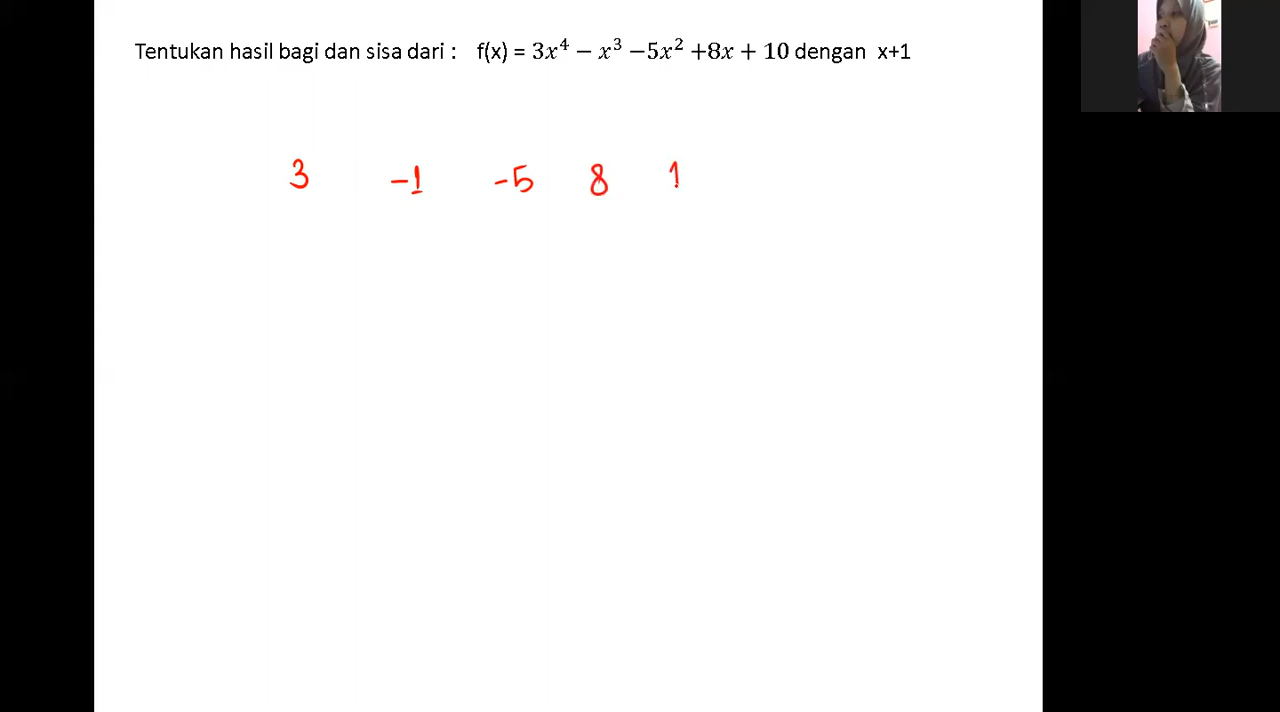 Tentukan hasil bagi dan sisa dari : f(x) = 3x⁴ − x³ −5x² +8x + 10 dengan x+1
3 -1 -5 8 1